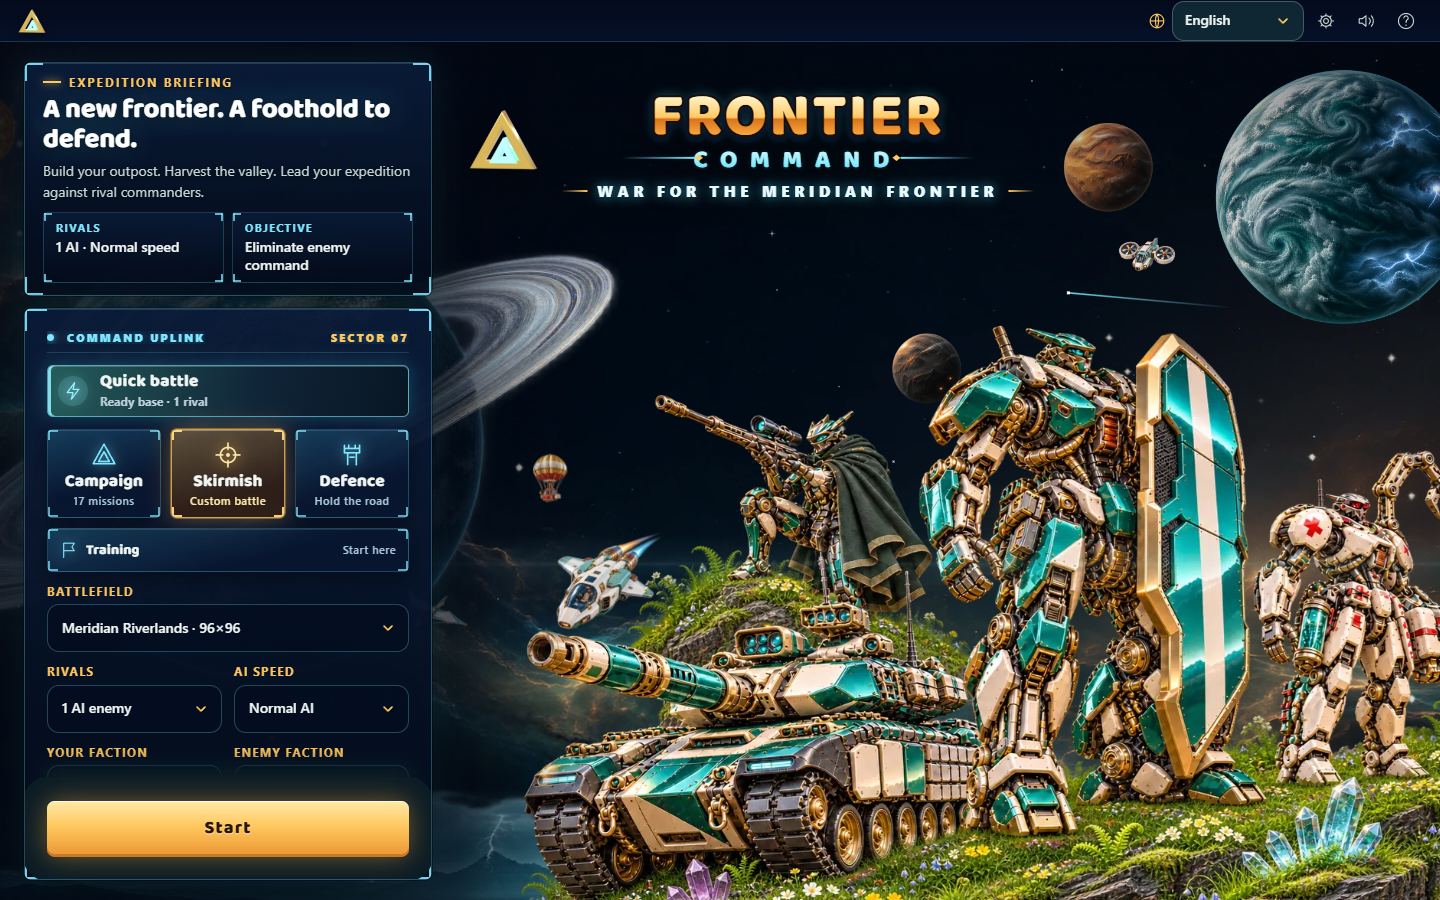 English
EXPEDITION BRIEFING
A new frontier. A foothold to
defend.
Build your outpost. Harvest the valley. Lead your expedition
against rival commanders.
RIVALS
1 AI · Normal speed
OBJECTIVE
Eliminate enemy
command
FRONTIER
COMMAND
WAR FOR THE MERIDIAN FRONTIER
COMMAND UPLINK
SECTOR 07
Quick battle
Ready base · 1 rival
Campaign
17 missions
Skirmish
Custom battle
Defence
Hold the road
Training
Start here
BATTLEFIELD
Meridian Riverlands · 96×96
RIVALS
AI SPEED
1 AI enemy
Normal AI
YOUR FACTION
ENEMY FACTION
Start